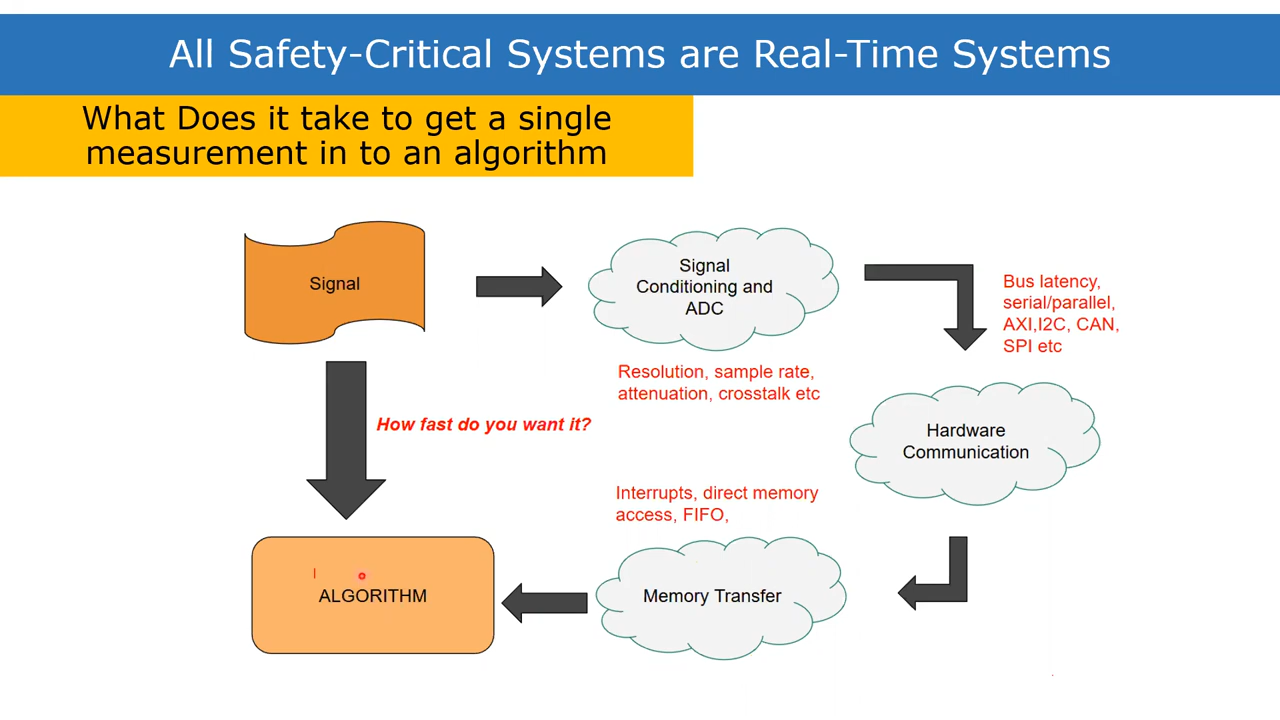 All Safety-Critical Systems are Real-Time Systems
What Does it take to get a single
measurement in to an algorithm
Signal
Signal
Conditioning and
ADC
Resolution, sample rate,
attenuation, crosstalk etc
Bus latency,
serial/parallel,
AXI,I2C, CAN,
SPI etc
Hardware
Communication
How fast do you want it?
Interrupts, direct memory
access, FIFO,
Memory Transfer
ALGORITHM